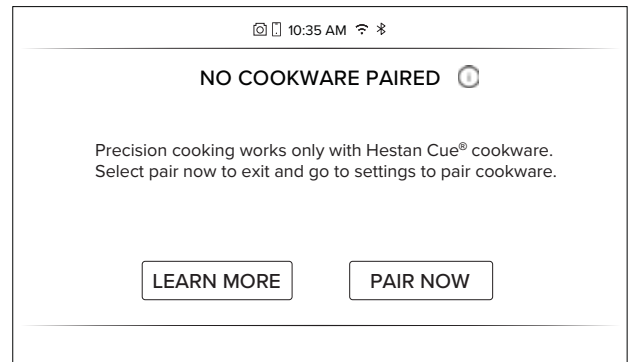 10:35 AM
NO COOKWARE PAIRED
Precision cooking works only with Hestan Cue® cookware.
Select pair now to exit and go to settings to pair cookware.
LEARN MORE
PAIR NOW